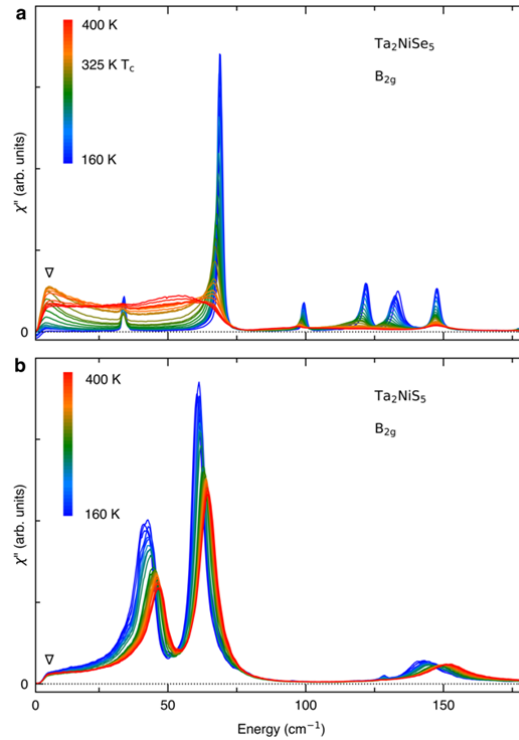 a
400 K
325 K Tc
160 K
Ta₂NiSe₅
B₂g
χ'' (arb. units)
0
b
400 K
160 K
Ta₂NiS₅
B₂g
χ'' (arb. units)
0
0 50 100 150
Energy (cm⁻¹)